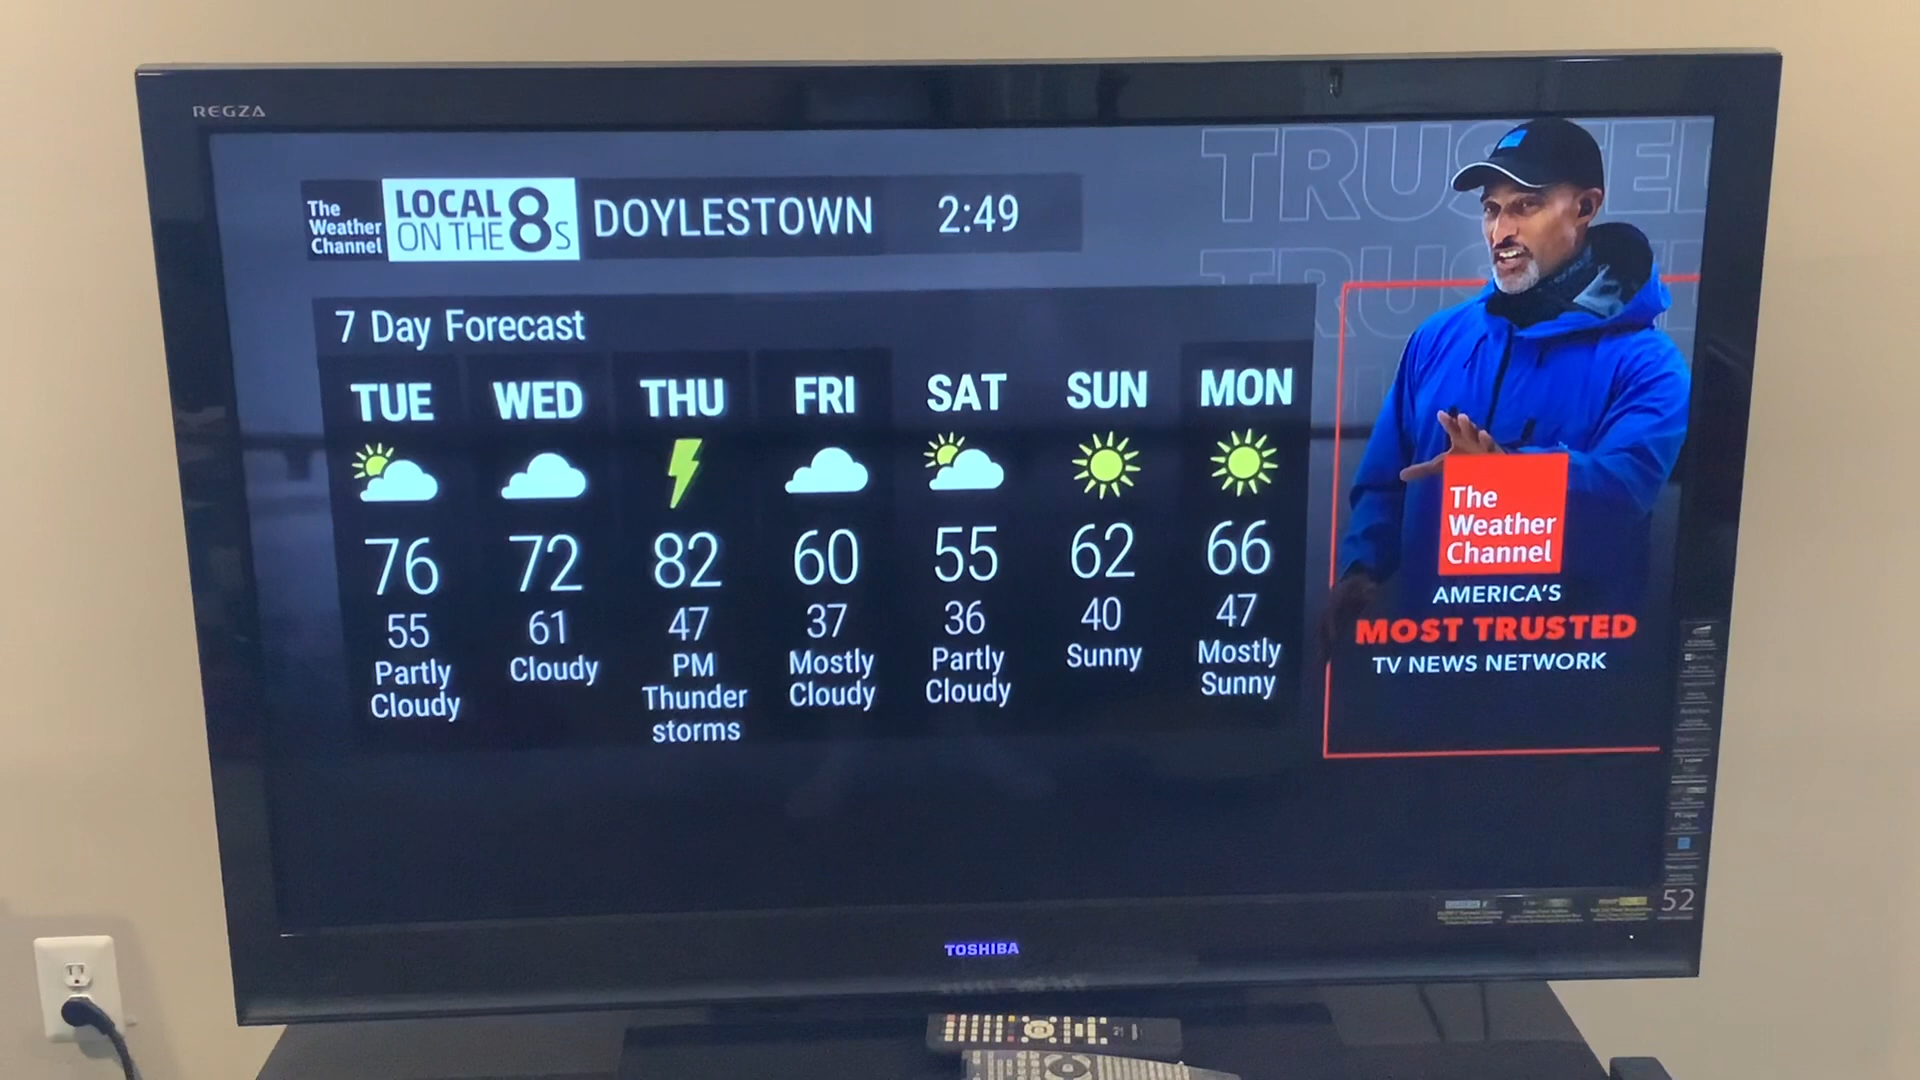 REGZA
The
Weather
Channel
LOCAL
ON THE 8s
DOYLESTOWN 2:49
7 Day Forecast
TUE WED THU FRI SAT SUN MON
76 72 82 60 55 62 66
55 61 47 37 36 40 47
Partly Cloudy
Cloudy
PM Thunder storms
Mostly Cloudy
Partly Cloudy
Sunny
Mostly Sunny
TRUSTED
TRUSTED
The
Weather
Channel
AMERICA'S
MOST TRUSTED
TV NEWS NETWORK
52
TOSHIBA